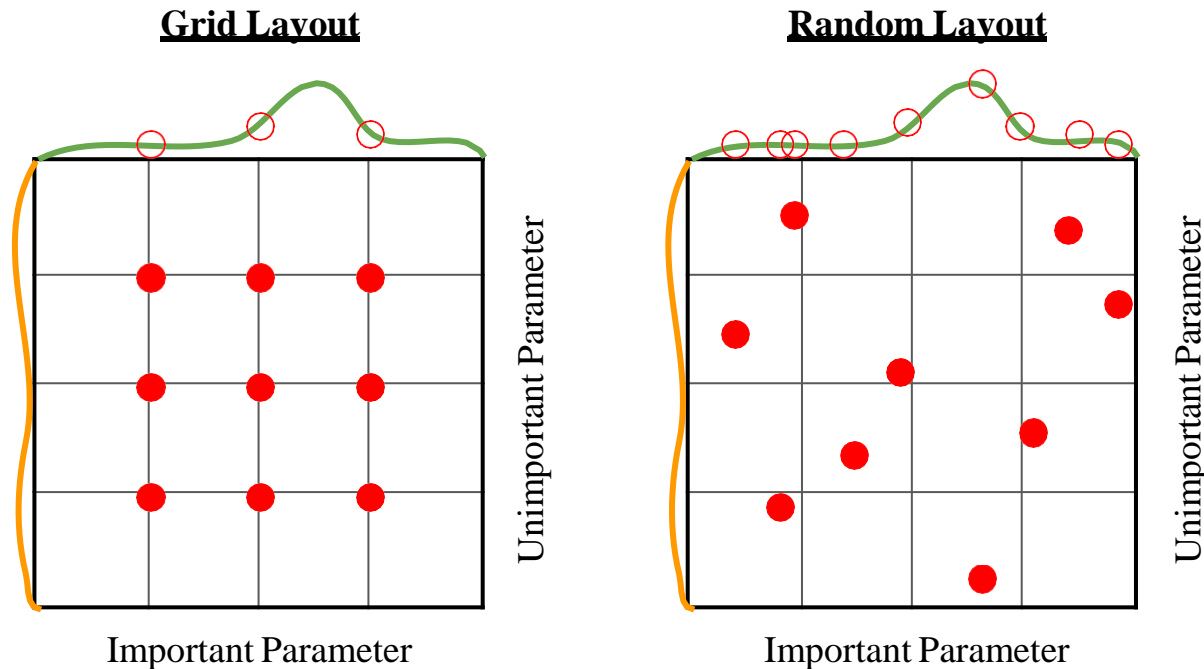 Grid Layout
Random Layout
Unimportant Parameter
Unimportant Parameter
Important Parameter
Important Parameter